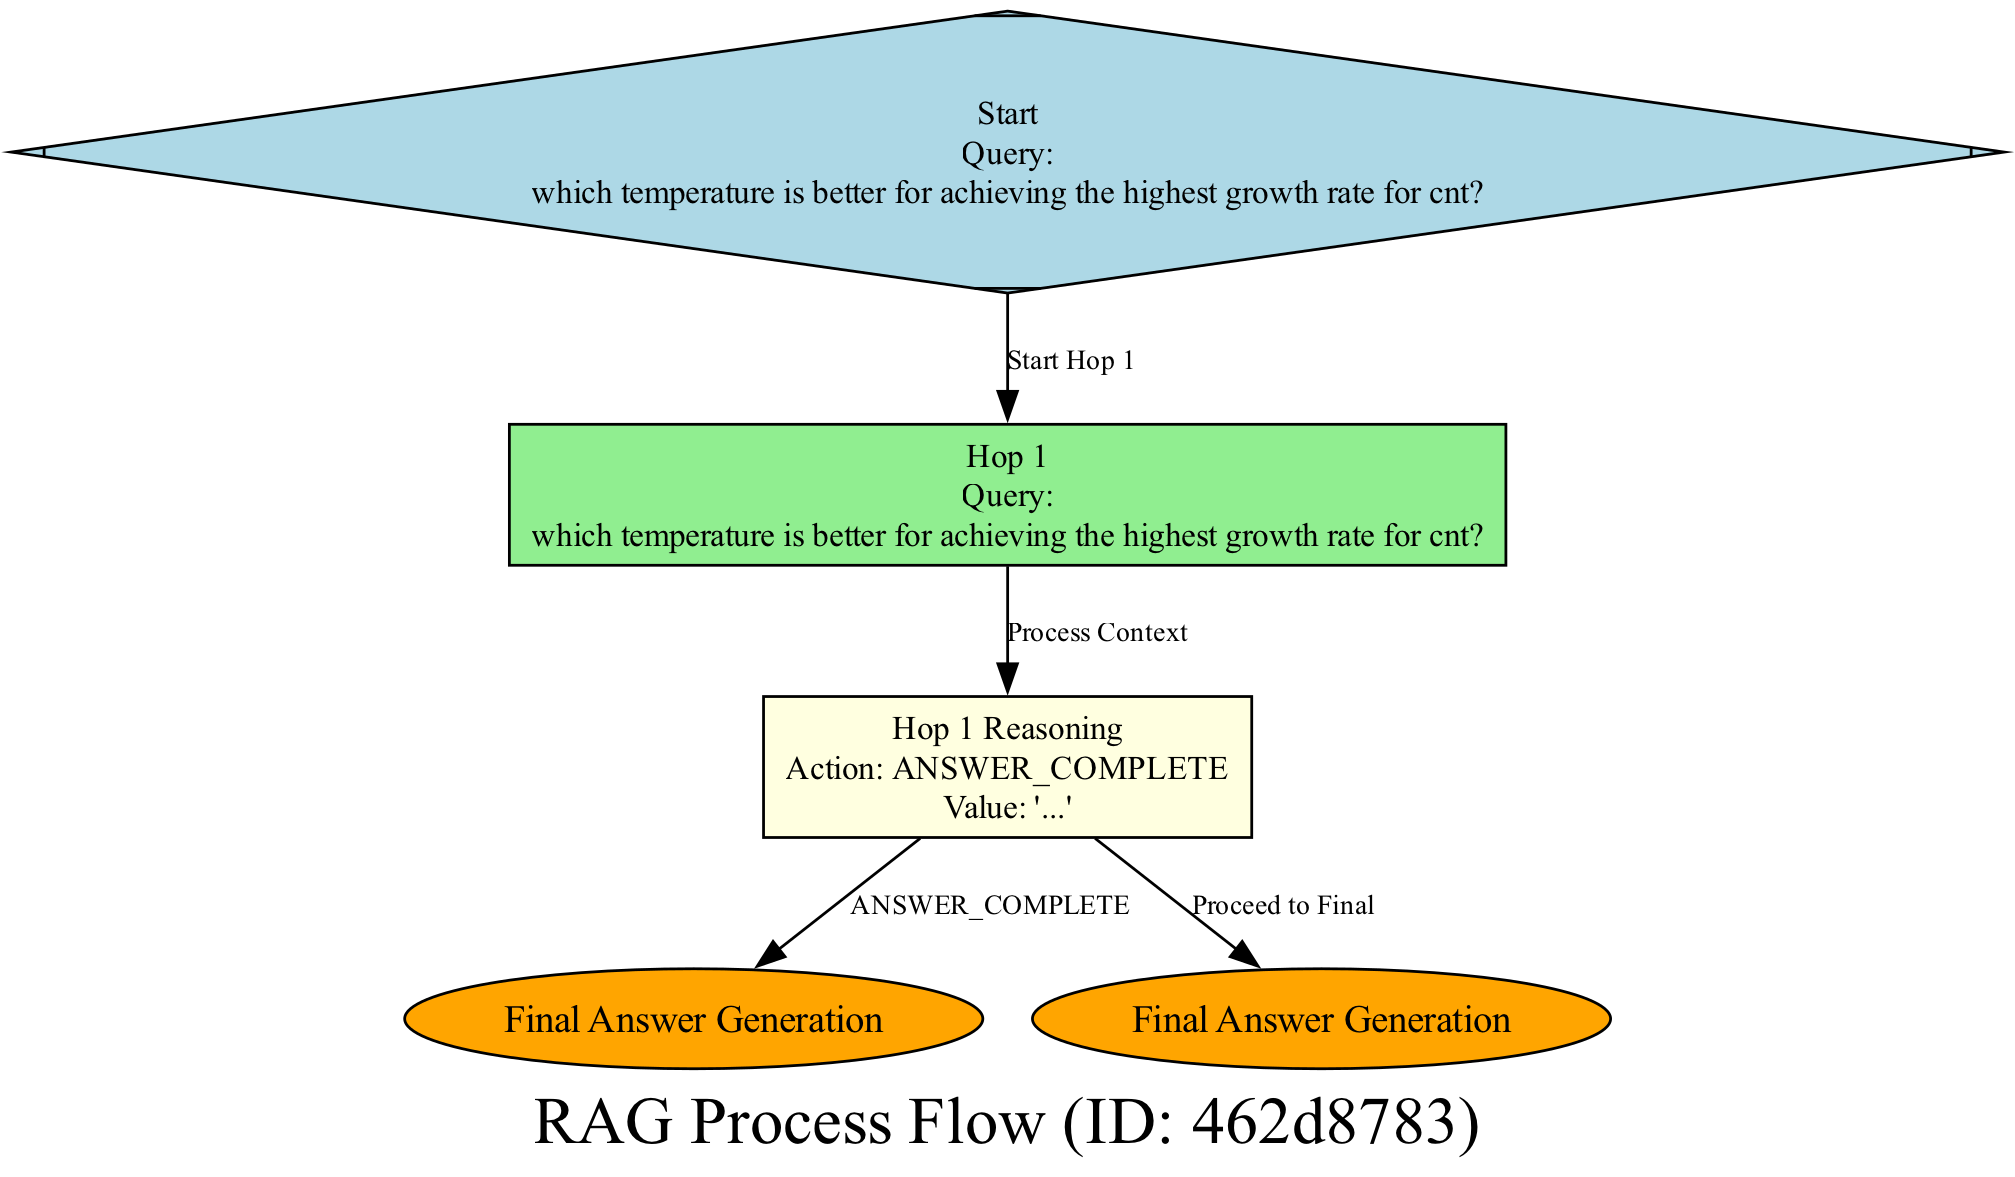 Start
Query:
which temperature is better for achieving the highest growth rate for cnt?
Start Hop 1
Hop 1
Query:
which temperature is better for achieving the highest growth rate for cnt?
Process Context
Hop 1 Reasoning
Action: ANSWER_COMPLETE
Value: '...'
ANSWER_COMPLETE
Proceed to Final
Final Answer Generation
Final Answer Generation
RAG Process Flow (ID: 462d8783)